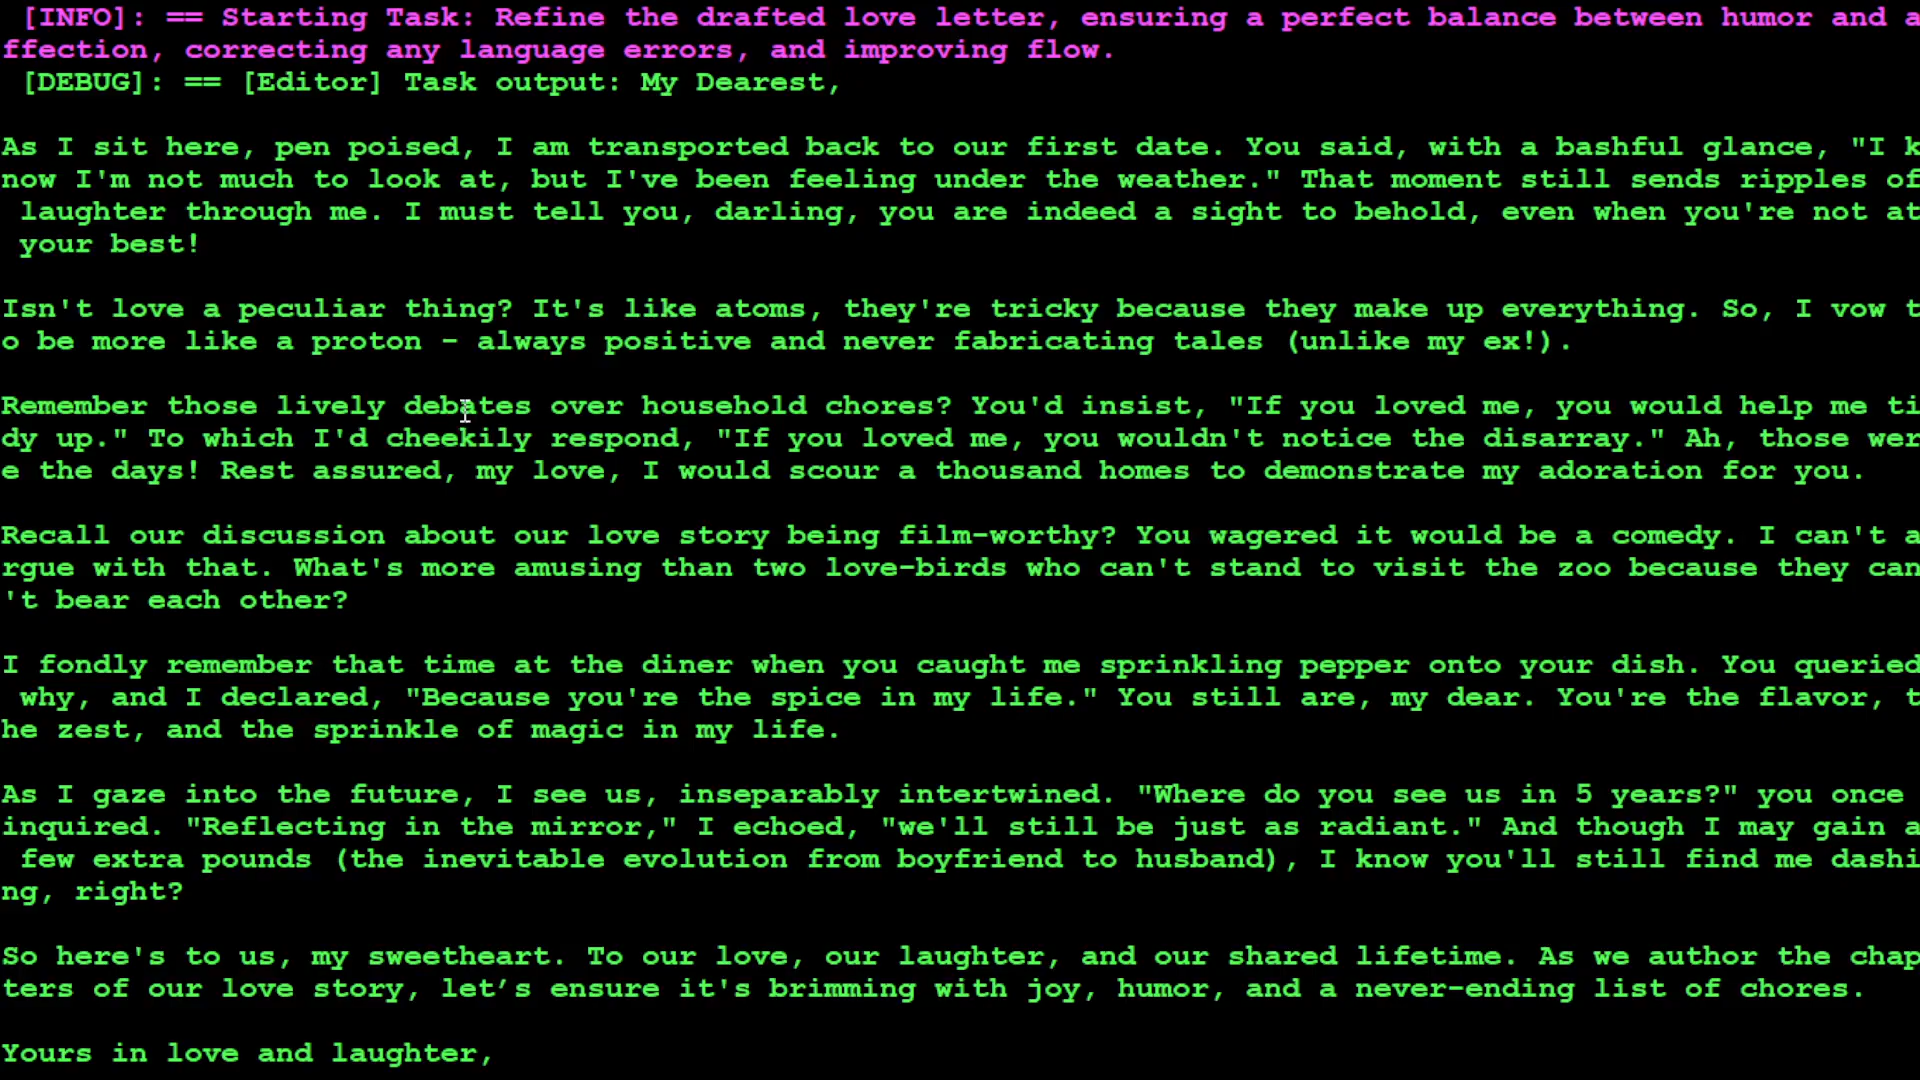 [INFO]: == Starting Task: Refine the drafted love letter, ensuring a perfect balance between humor and a
ffection, correcting any language errors, and improving flow.
[DEBUG]: == [Editor] Task output: My Dearest,
As I sit here, pen poised, I am transported back to our first date. You said, with a bashful glance, "I k
now I'm not much to look at, but I've been feeling under the weather." That moment still sends ripples of
laughter through me. I must tell you, darling, you are indeed a sight to behold, even when you're not at
your best!
Isn't love a peculiar thing? It's like atoms, they're tricky because they make up everything. So, I vow t
o be more like a proton - always positive and never fabricating tales (unlike my ex!).
Remember those lively debates over household chores? You'd insist, "If you loved me, you would help me ti
dy up." To which I'd cheekily respond, "If you loved me, you wouldn't notice the disarray." Ah, those wer
e the days! Rest assured, my love, I would scour a thousand homes to demonstrate my adoration for you.
Recall our discussion about our love story being film-worthy? You wagered it would be a comedy. I can't a
rgue with that. What's more amusing than two love-birds who can't stand to visit the zoo because they can
't bear each other?
I fondly remember that time at the diner when you caught me sprinkling pepper onto your dish. You queried
why, and I declared, "Because you're the spice in my life." You still are, my dear. You're the flavor, t
he zest, and the sprinkle of magic in my life.
As I gaze into the future, I see us, inseparably intertwined. "Where do you see us in 5 years?" you once
inquired. "Reflecting in the mirror," I echoed, "we'll still be just as radiant." And though I may gain a
few extra pounds (the inevitable evolution from boyfriend to husband), I know you'll still find me dashi
ng, right?
So here's to us, my sweetheart. To our love, our laughter, and our shared lifetime. As we author the chap
ters of our love story, let’s ensure it's brimming with joy, humor, and a never-ending list of chores.
Yours in love and laughter,